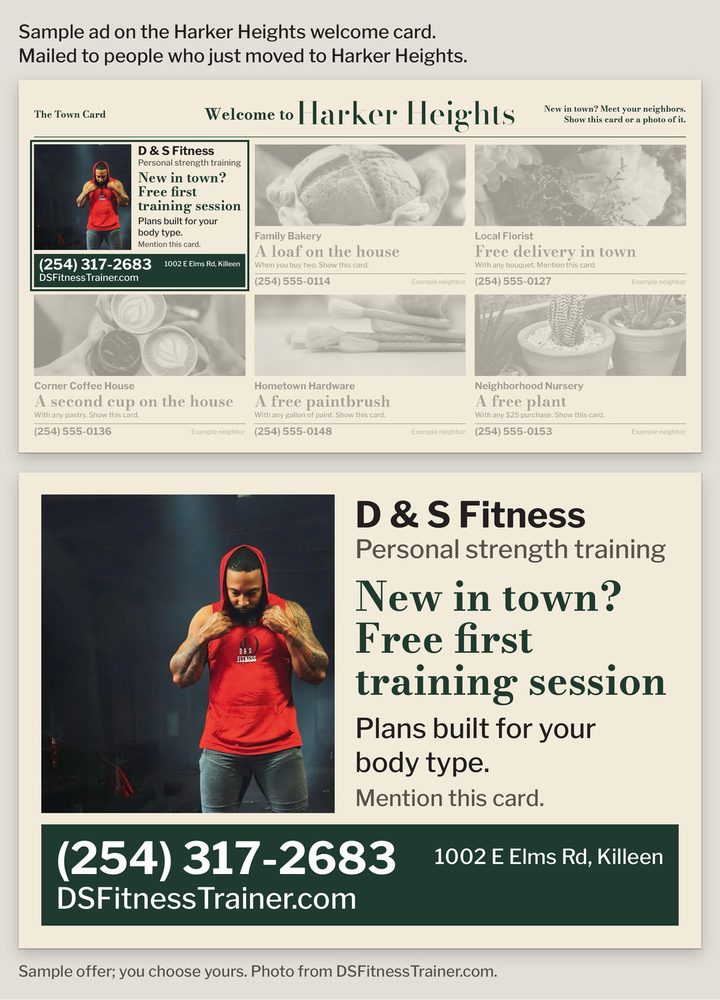 Sample ad on the Harker Heights welcome card.
Mailed to people who just moved to Harker Heights.
The Town Card
Welcome to Harker Heights
New in town? Meet your neighbors.
Show this card or a photo of it.
D & S Fitness
Personal strength training
New in town?
Free first
training session
Plans built for your
body type.
Mention this card.
(254) 317-2683
1002 E Elms Rd, Killeen
DSFitnessTrainer.com
Family Bakery
A loaf on the house
When you buy two. Show this card.
(254) 555-0114
Example neighbor
Local Florist
Free delivery in town
With any bouquet. Mention this card.
(254) 555-0127
Example neighbor
Corner Coffee House
A second cup on the house
With any pastry. Show this card.
(254) 555-0136
Example neighbor
Hometown Hardware
A free paintbrush
With any gallon of paint. Show this card.
(254) 555-0148
Example neighbor
Neighborhood Nursery
A free plant
With any $25 purchase. Show this card.
(254) 555-0153
Example neighbor
D & S Fitness
Personal strength training
New in town?
Free first
training session
Plans built for your
body type.
Mention this card.
D & S
FITNESS
(254) 317-2683
1002 E Elms Rd, Killeen
DSFitnessTrainer.com
Sample offer; you choose yours. Photo from DSFitnessTrainer.com.